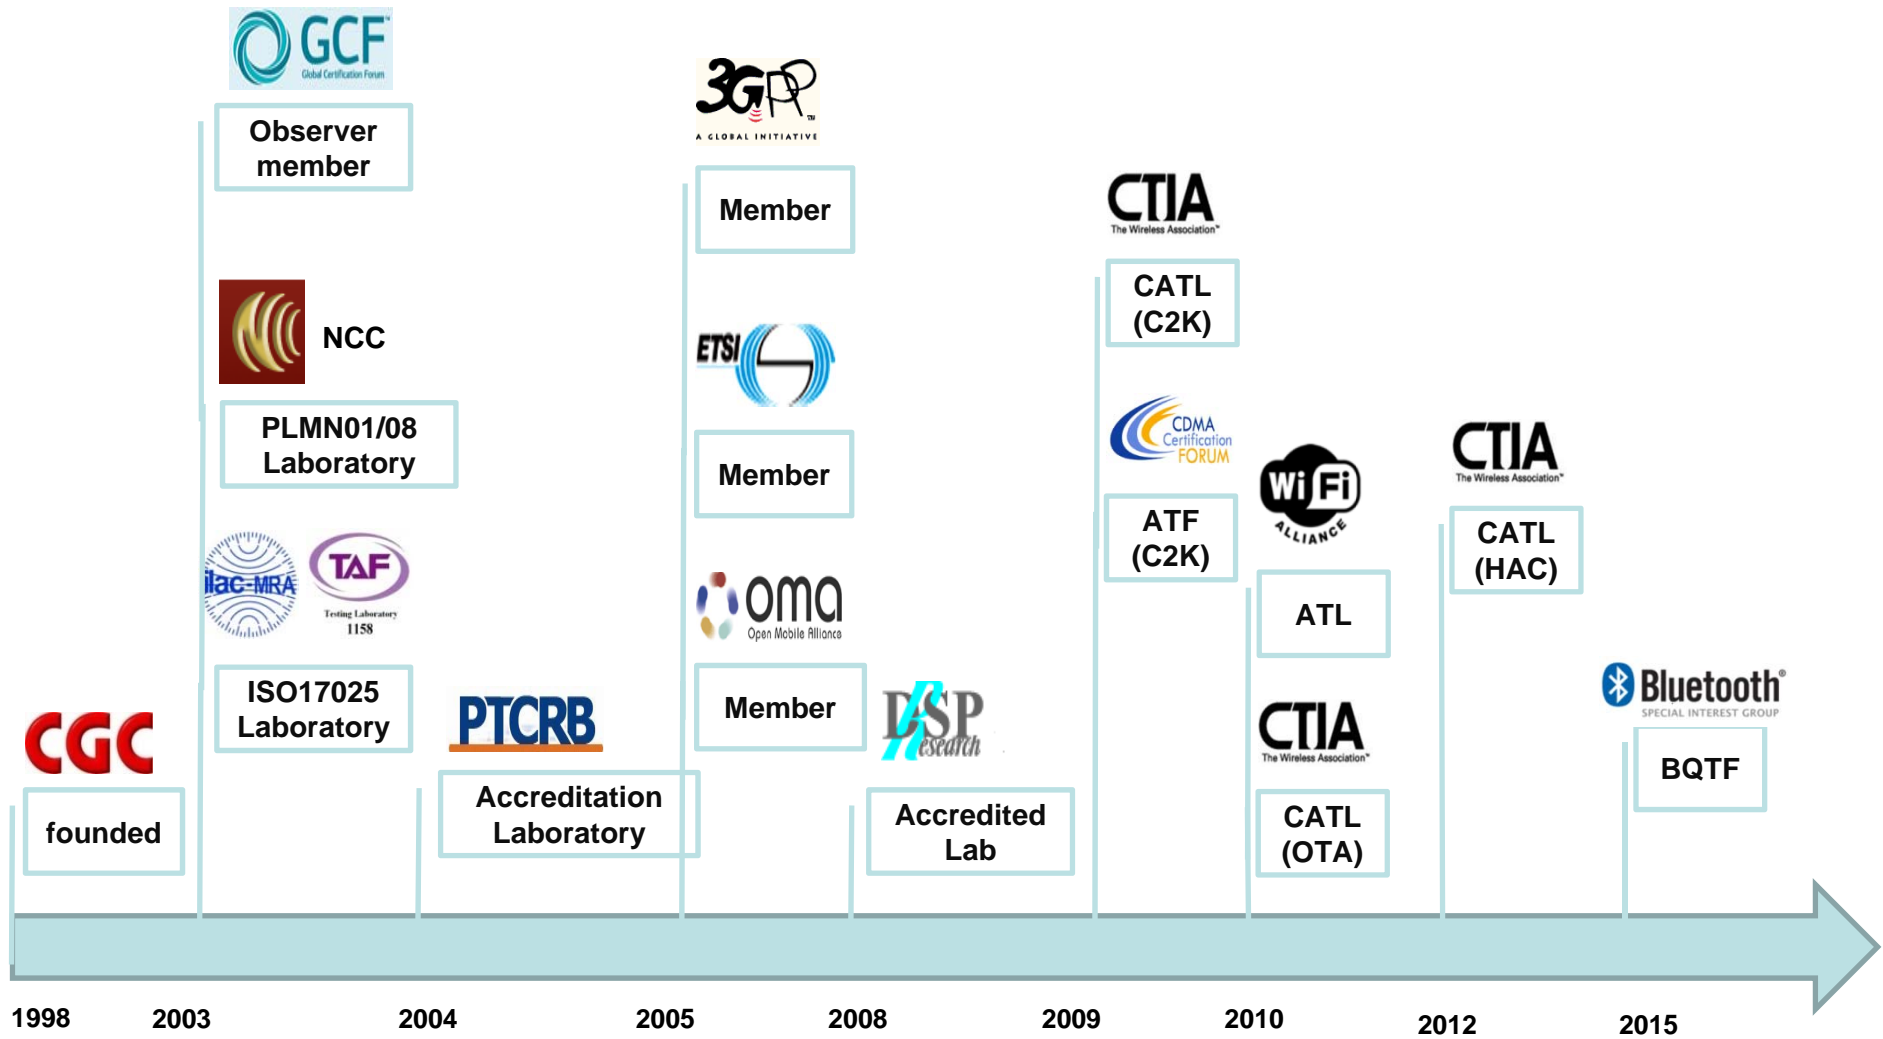 GCF
Global Certification Forum
Observer
member
NCC
PLMN01/08
Laboratory
ilac-MRA
TAF
Testing Laboratory
1158
ISO17025
Laboratory
CGC
founded
PTCRB
Accreditation
Laboratory
3GPP
A GLOBAL INITIATIVE
Member
ETSI
Member
oma
Open Mobile Alliance
Member
DSP
Research
Accredited
Lab
CTIA
The Wireless Association
CATL
(C2K)
CDMA
Certification
FORUM
ATF
(C2K)
Wi Fi
ALLIANCE
ATL
CTIA
The Wireless Association
CATL
(OTA)
CTIA
The Wireless Association
CATL
(HAC)
Bluetooth®
SPECIAL INTEREST GROUP
BQTF
1998
2003
2004
2005
2008
2009
2010
2012
2015